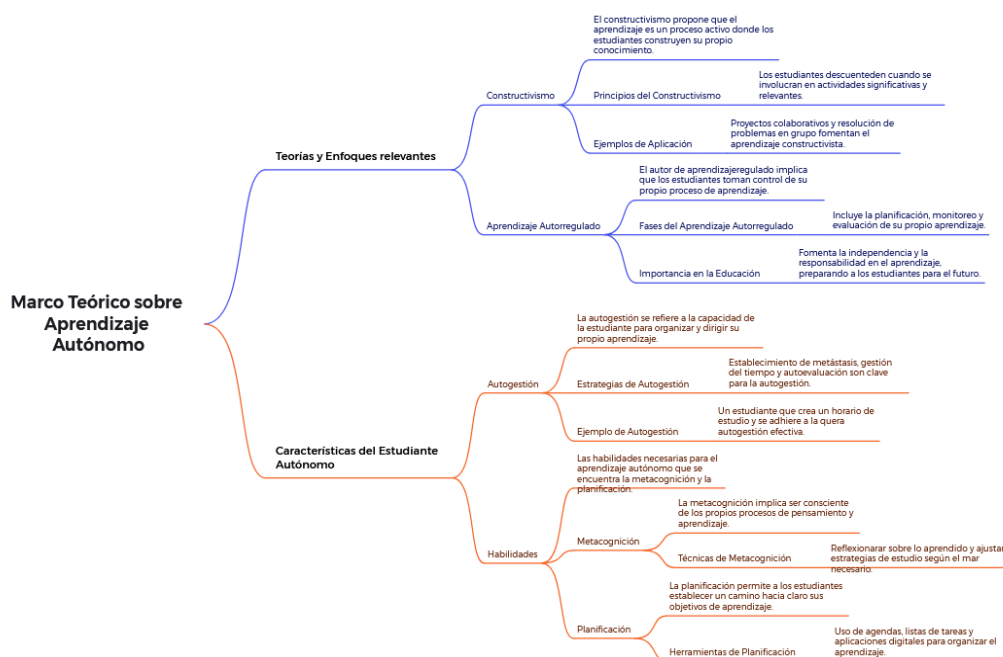 El constructivismo propone que el
aprendizaje es un proceso activo donde los
estudiantes construyen su propio
conocimiento.
Constructivismo
Principios del Constructivismo
Los estudiantes descuenteden cuando se
involucran en actividades significativas y
relevantes.
Ejemplos de Aplicación
Proyectos colaborativos y resolución de
problemas en grupo fomentan el
aprendizaje constructivista.
Teorías y Enfoques relevantes
El autor de aprendizajeregulado implica
que los estudiantes toman control de su
propio proceso de aprendizaje.
Aprendizaje Autorregulado
Fases del Aprendizaje Autorregulado
Incluye la planificación, monitoreo y
evaluación de su propio aprendizaje.
Importancia en la Educación
Fomenta la independencia y la
responsabilidad en el aprendizaje,
preparando a los estudiantes para el futuro.
Marco Teórico sobre
Aprendizaje
Autónomo
La autogestión se refiere a la capacidad de
la estudiante para organizar y dirigir su
propio aprendizaje.
Autogestión
Estrategias de Autogestión
Establecimiento de metástasis, gestión
del tiempo y autoevaluación son clave
para la autogestión.
Ejemplo de Autogestión
Un estudiante que crea un horario de
estudio y se adhiere a la quera
autogestión efectiva.
Características del Estudiante
Autónomo
Las habilidades necesarias para el
aprendizaje autónomo que se
encuentra la metacognición y la
planificación.
Habilidades
La metacognición implica ser consciente
de los propios procesos de pensamiento y
aprendizaje.
Metacognición
Técnicas de Metacognición
Reflexionarar sobre lo aprendido y ajustar
estrategias de estudio según el mar
necesario.
La planificación permite a los estudiantes
establecer un camino hacia claro sus
objetivos de aprendizaje.
Planificación
Herramientas de Planificación
Uso de agendas, listas de tareas y
aplicaciones digitales para organizar el
aprendizaje.